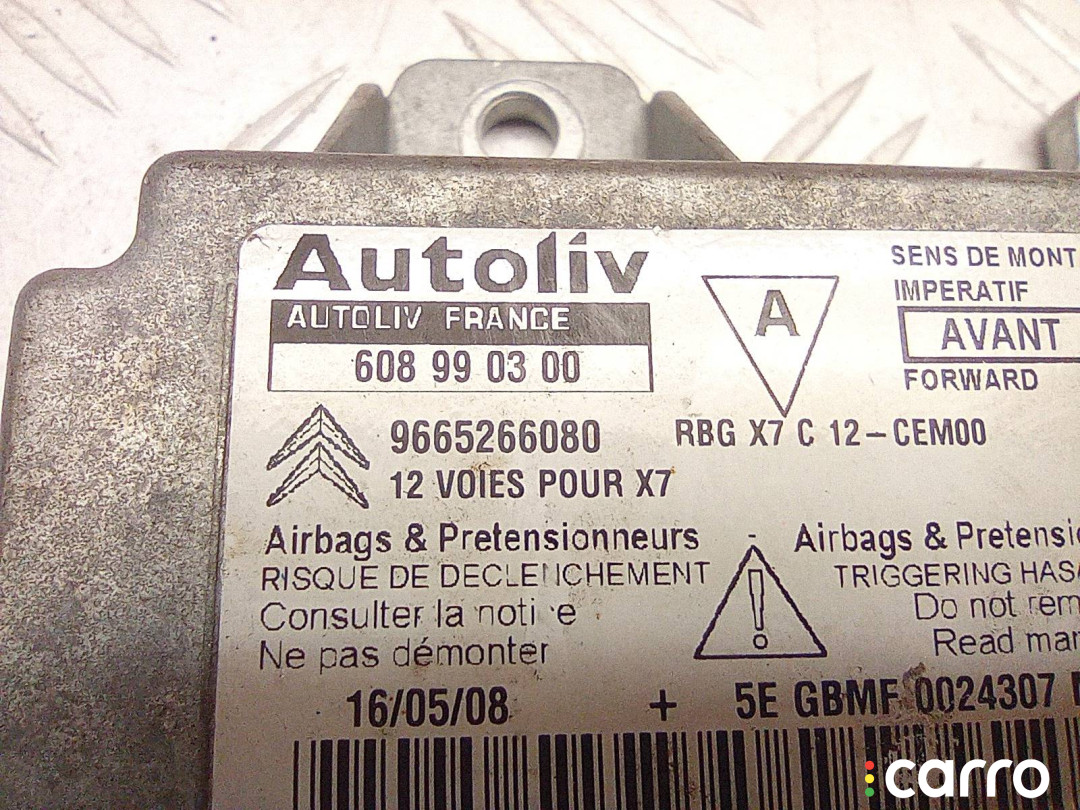 Autoliv
AUTOLIV FRANCE
608 99 03 00
A
SENS DE MONT
IMPERATIF
AVANT
FORWARD
9665266080
RBG X7 C 12-CEM00
12 VOIES POUR X7
Airbags & Pretensionneurs
RISQUE DE DECLENCHEMENT
Consulter la notice
Ne pas démonter
Airbags & Pretensio
TRIGGERING HAS
Do not rem
Read man
16/05/08 + 5E GBMF 0024307
carro